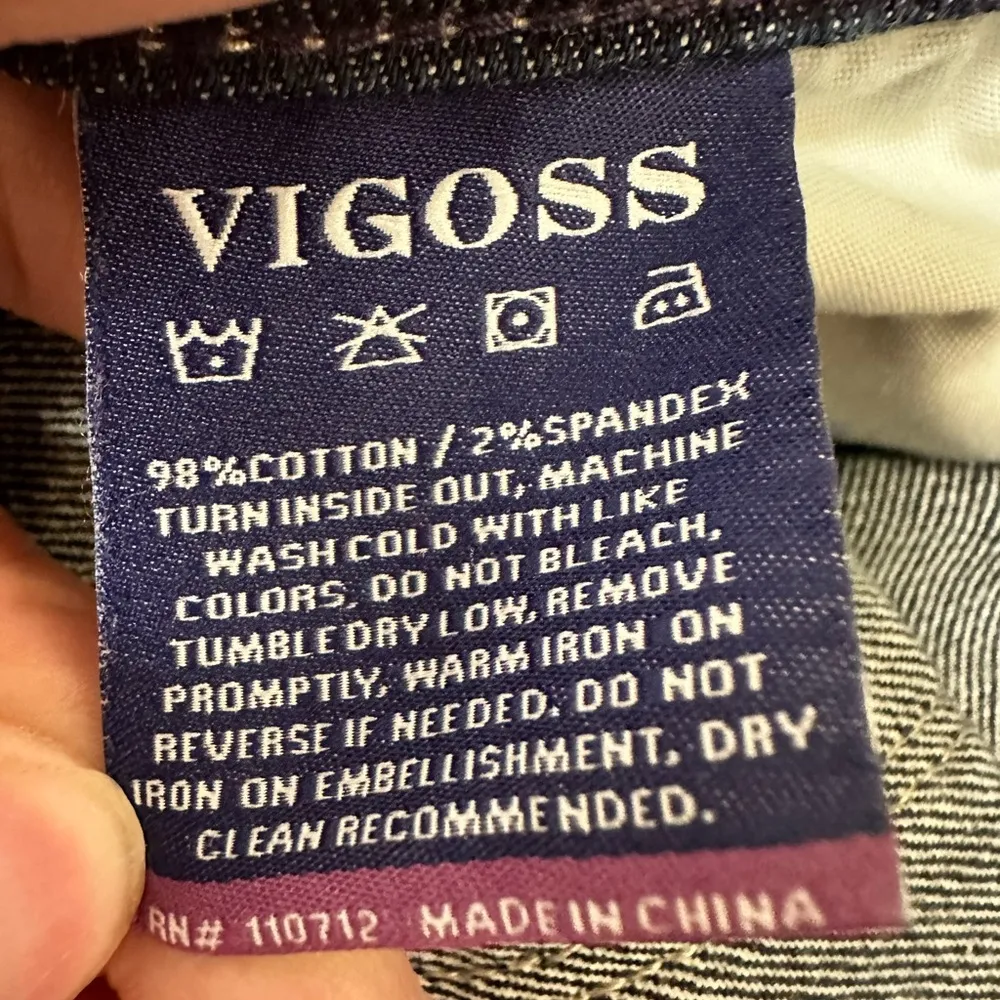 VIGOSS
98%COTTON / 2%SPANDEX
TURN INSIDE OUT, MACHINE
WASH COLD WITH LIKE
COLORS, DO NOT BLEACH,
TUMBLE DRY LOW, REMOVE
PROMPTLY, WARM IRON ON
REVERSE IF NEEDED. DO NOT
IRON ON EMBELLISHMENT, DRY
CLEAN RECOMMENDED.
RN# 110712 MADE IN CHINA